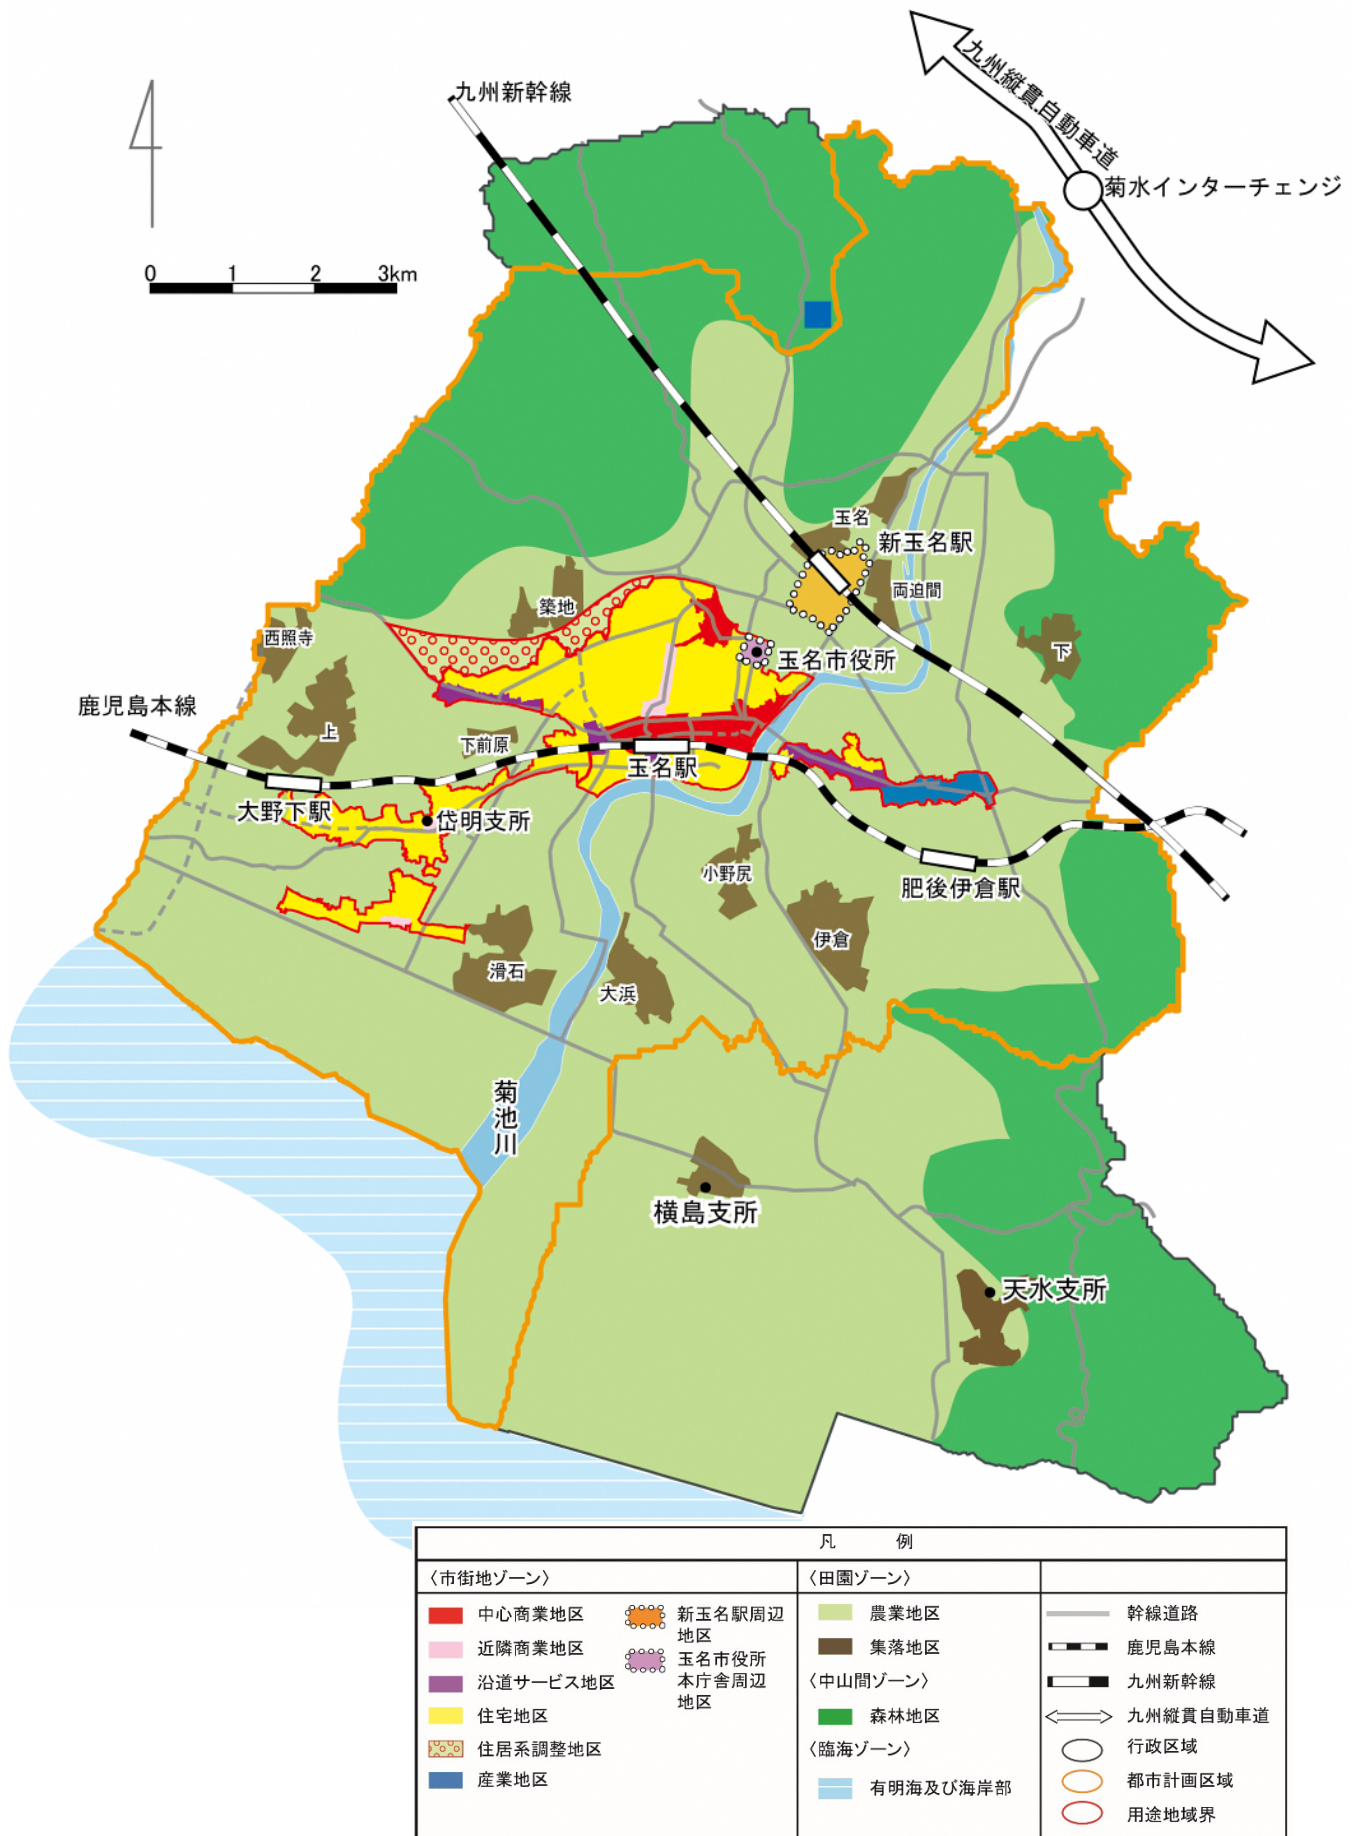 九州新幹線
九州縦貫自動車道
菊水インターチェンジ
0 1 2 3km
玉名
新玉名駅
両迫間
築地
西照寺
玉名市役所
下
鹿児島本線
上
下前原
玉名駅
大野下駅
岱明支所
小野尻
肥後伊倉駅
伊倉
滑石
大浜
菊池川
横島支所
天水支所
凡 例
〈市街地ゾーン〉
中心商業地区
近隣商業地区
沿道サービス地区
住宅地区
住居系調整地区
産業地区
新玉名駅周辺
地区
玉名市役所
本庁舎周辺
地区
〈田園ゾーン〉
農業地区
集落地区
〈中山間ゾーン〉
森林地区
〈臨海ゾーン〉
有明海及び海岸部
幹線道路
鹿児島本線
九州新幹線
九州縦貫自動車道
行政区域
都市計画区域
用途地域界